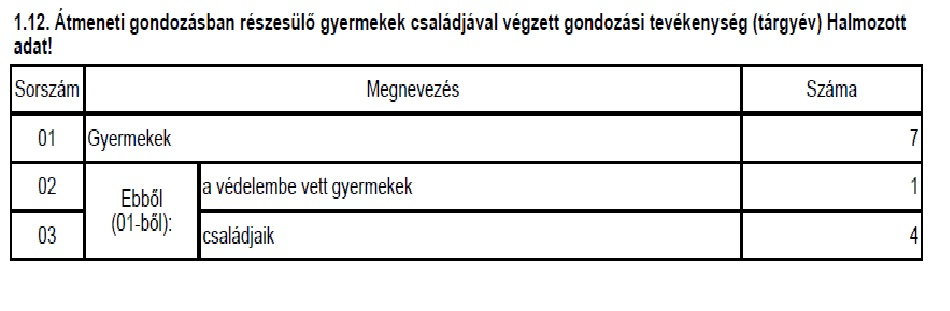 1.12. Átmeneti gondozásban részesülő gyermekek családjával végzett gondozási tevékenység (tárgyév) Halmozott
adat!
Sorszám Megnevezés Száma
01 Gyermekek 7
02 Ebből (01-ből): a védelembe vett gyermekek 1
03 családjaik 4